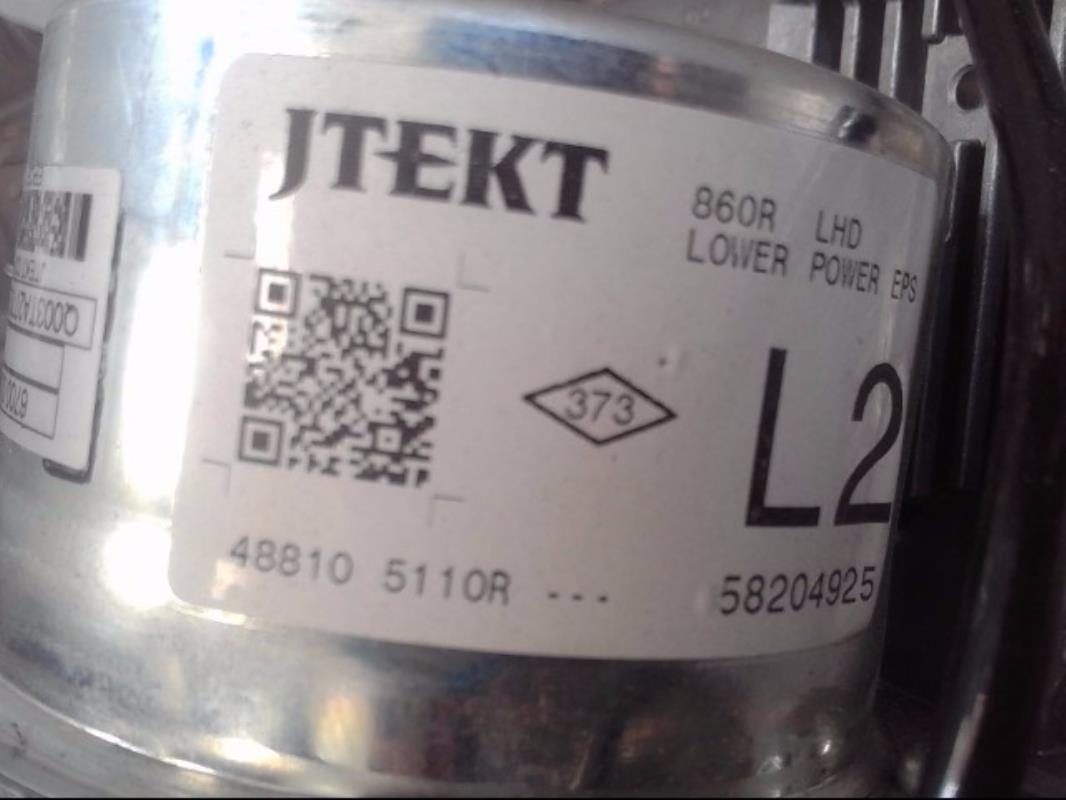 JTEKT
860R LHD
LOWER POWER EPS
373
L2
48810 5110R ---
58204925